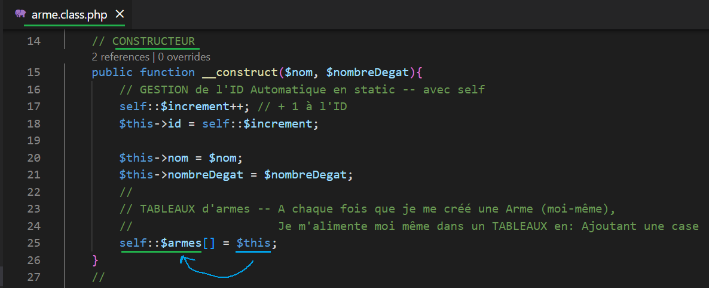 arme.class.php
14 // CONSTRUCTEUR
2 references | 0 overrides
15 public function __construct($nom, $nombreDegat){
16 // GESTION de l'ID Automatique en static -- avec self
17 self::$increment++; // + 1 à l'ID
18 $this->id = self::$increment;
19
20 $this->nom = $nom;
21 $this->nombreDegat = $nombreDegat;
22 //
23 // TABLEAUX d'armes -- A chaque fois que je me créé une Arme (moi-même),
24 // Je m'alimente moi même dans un TABLEAUX en: Ajoutant une case
25 self::$armes[] = $this;
26 }
27 //